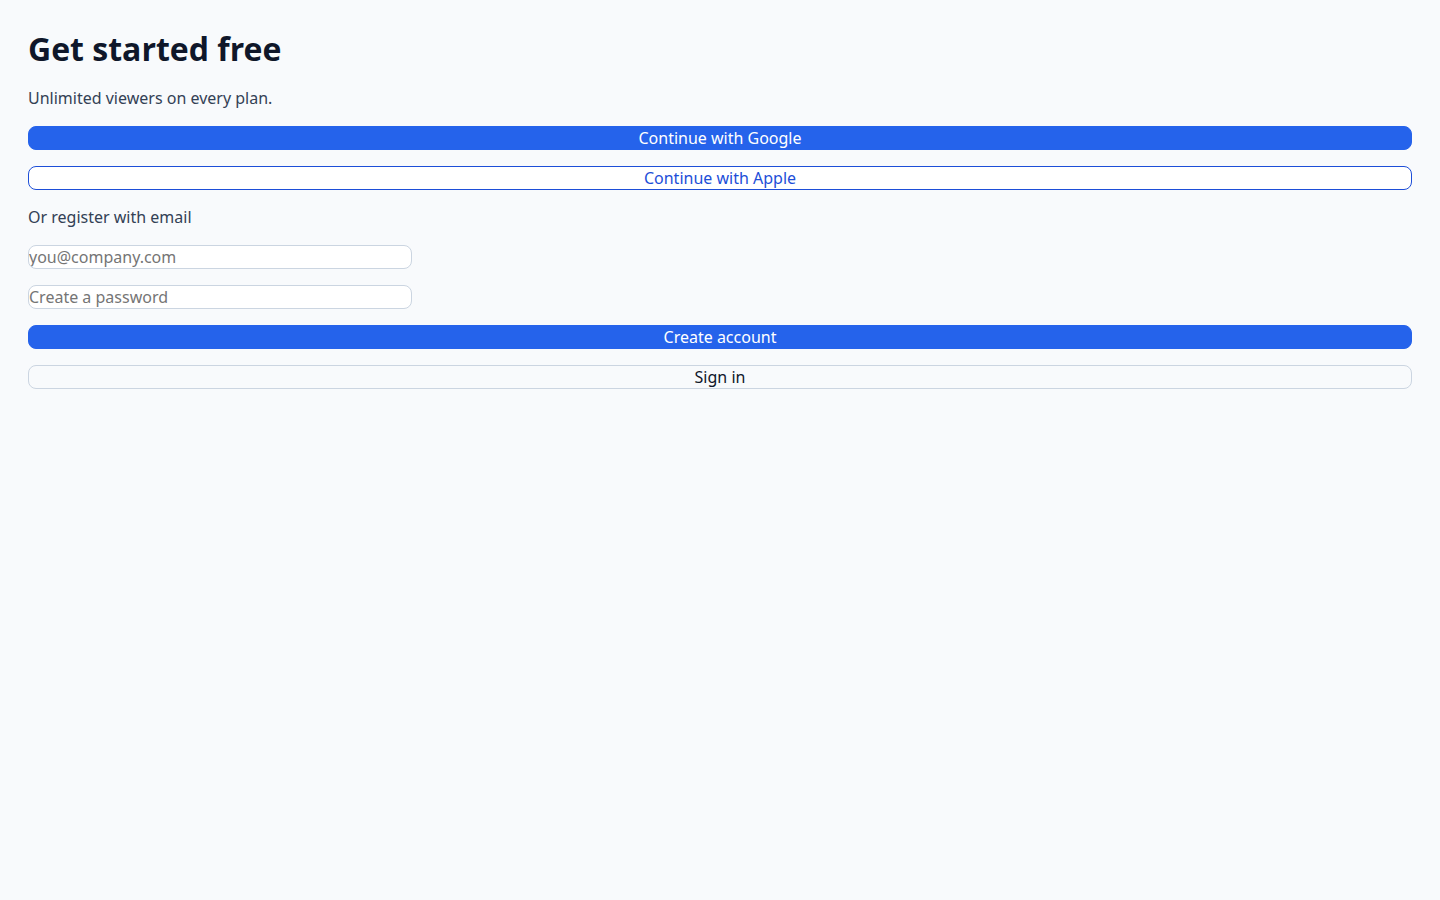 Get started free
Unlimited viewers on every plan.
Continue with Google
Continue with Apple
Or register with email
you@company.com
Create a password
Create account
Sign in